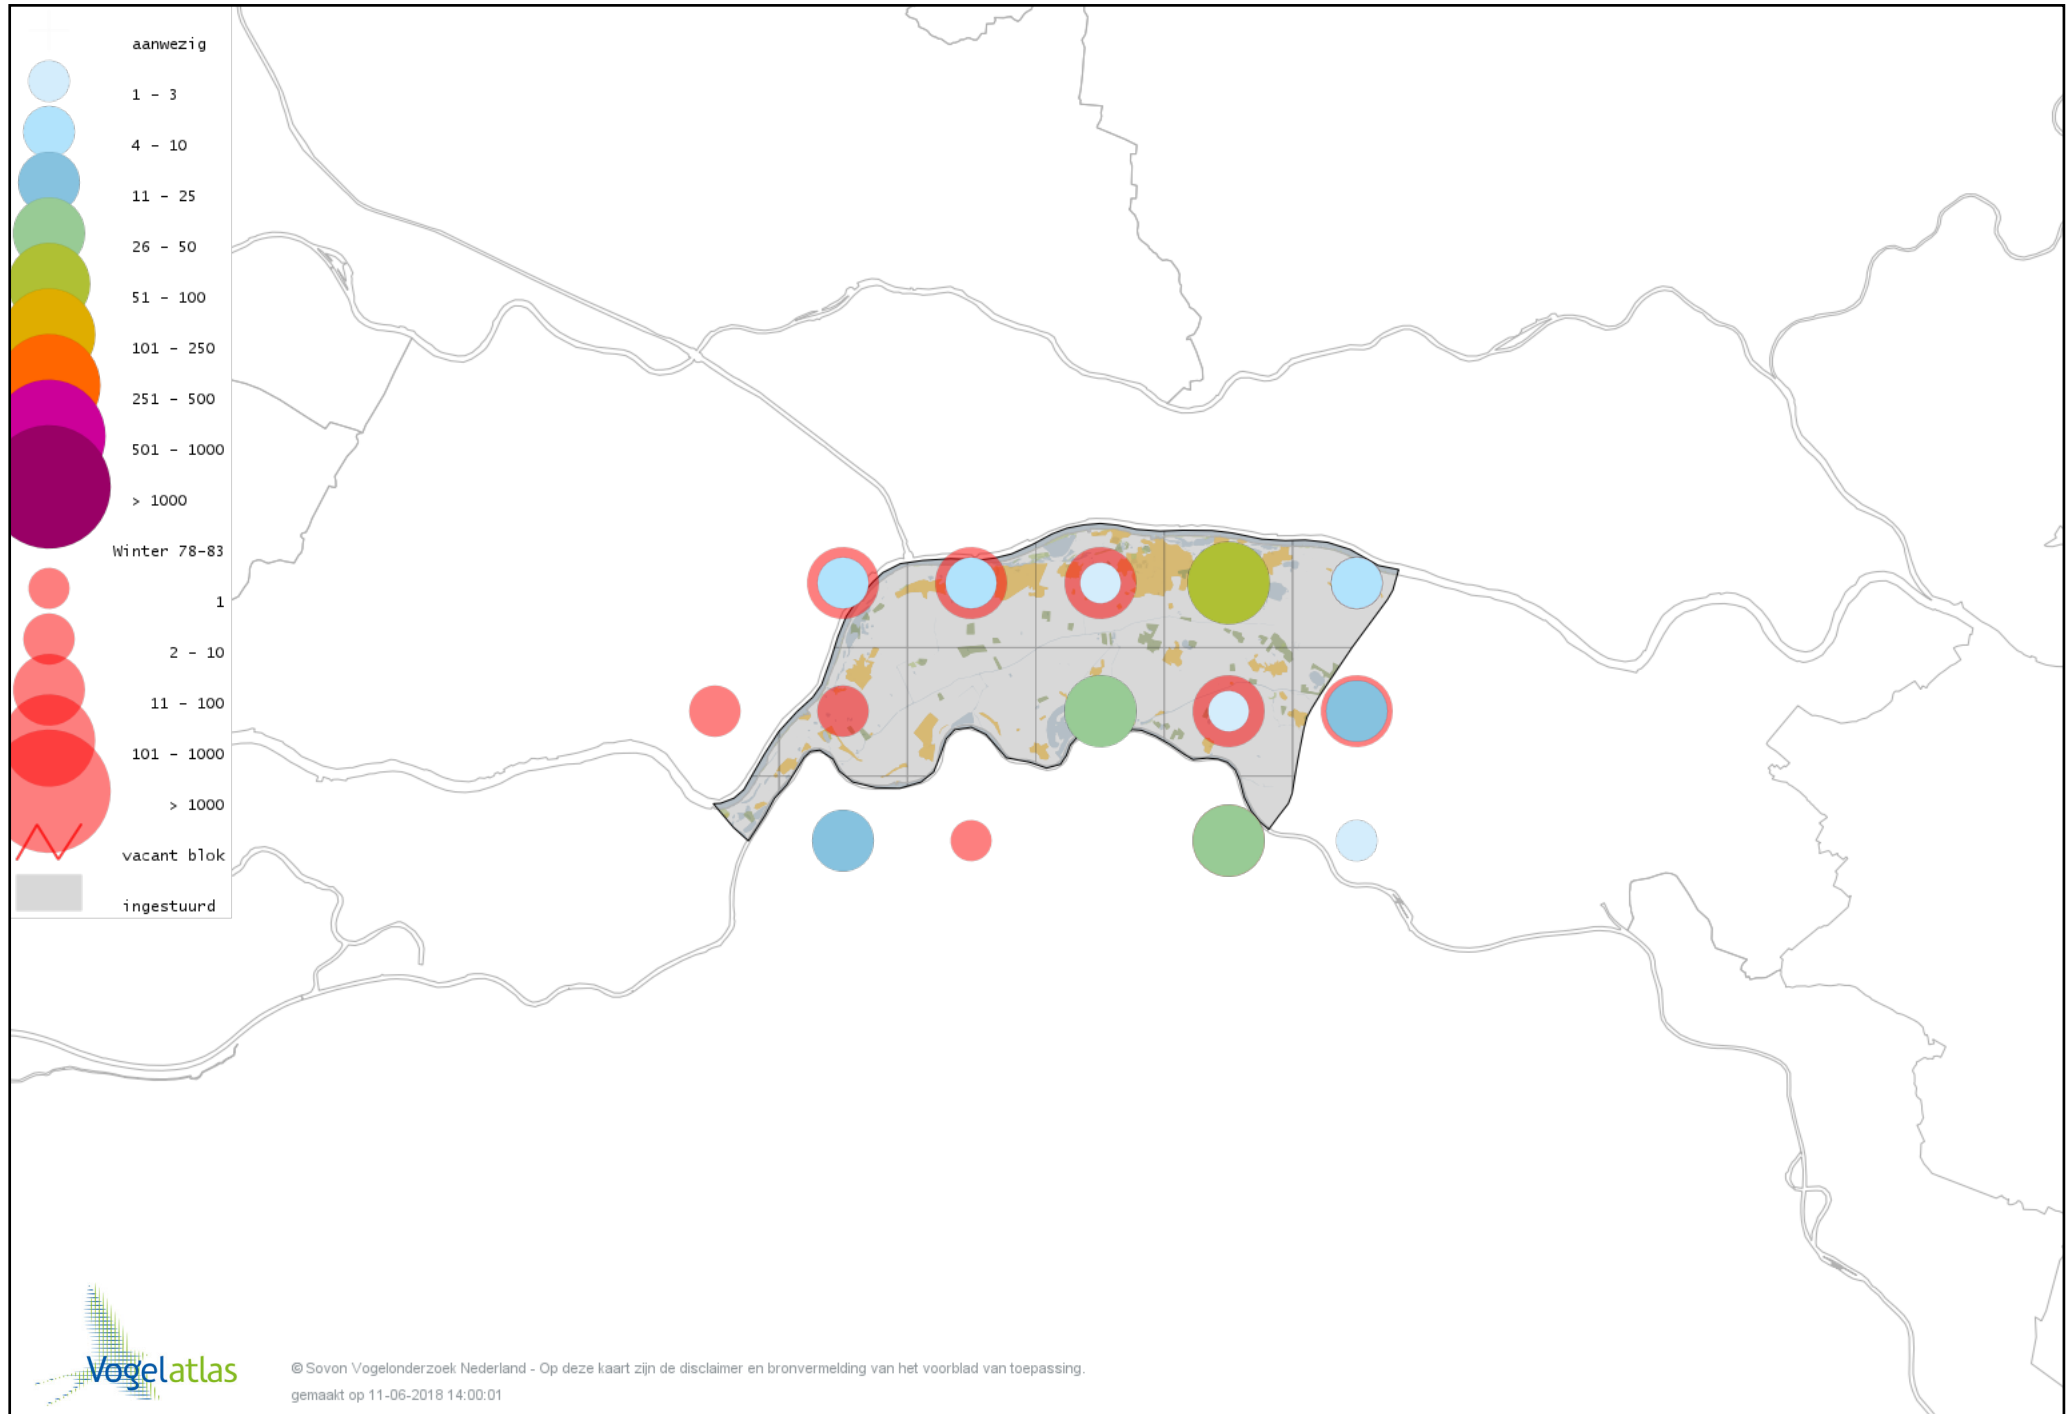 aanwezig
1 - 3
4 - 10
11 - 25
26 - 50
51 - 100
101 - 250
251 - 500
501 - 1000
> 1000
Winter 78-83
1
2 - 10
11 - 100
101 - 1000
> 1000
vacant blok
ingestuurd
Vogelatlas
© Sovon Vogelonderzoek Nederland - Op deze kaart zijn de disclaimer en bronvermelding van het voorblad van toepassing.
gemaakt op 11-06-2018 14:00:01